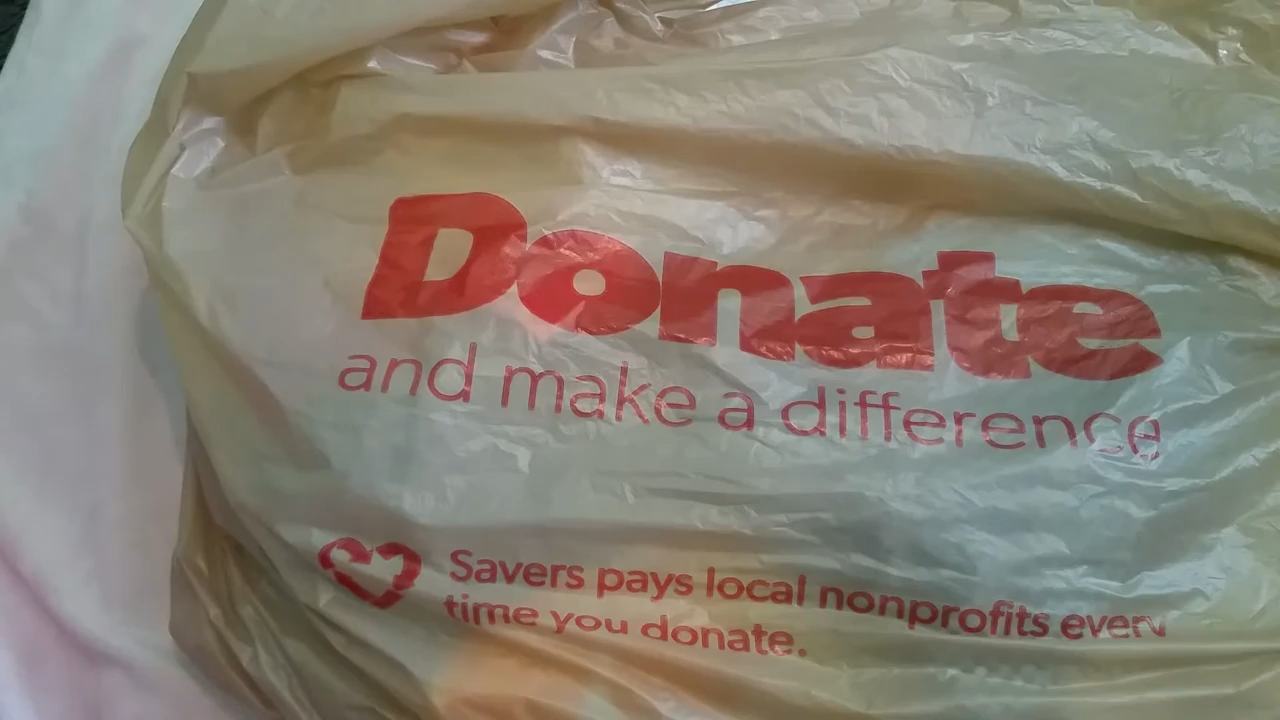 Donate
and make a difference
Savers pays local nonprofits every
time you donate.